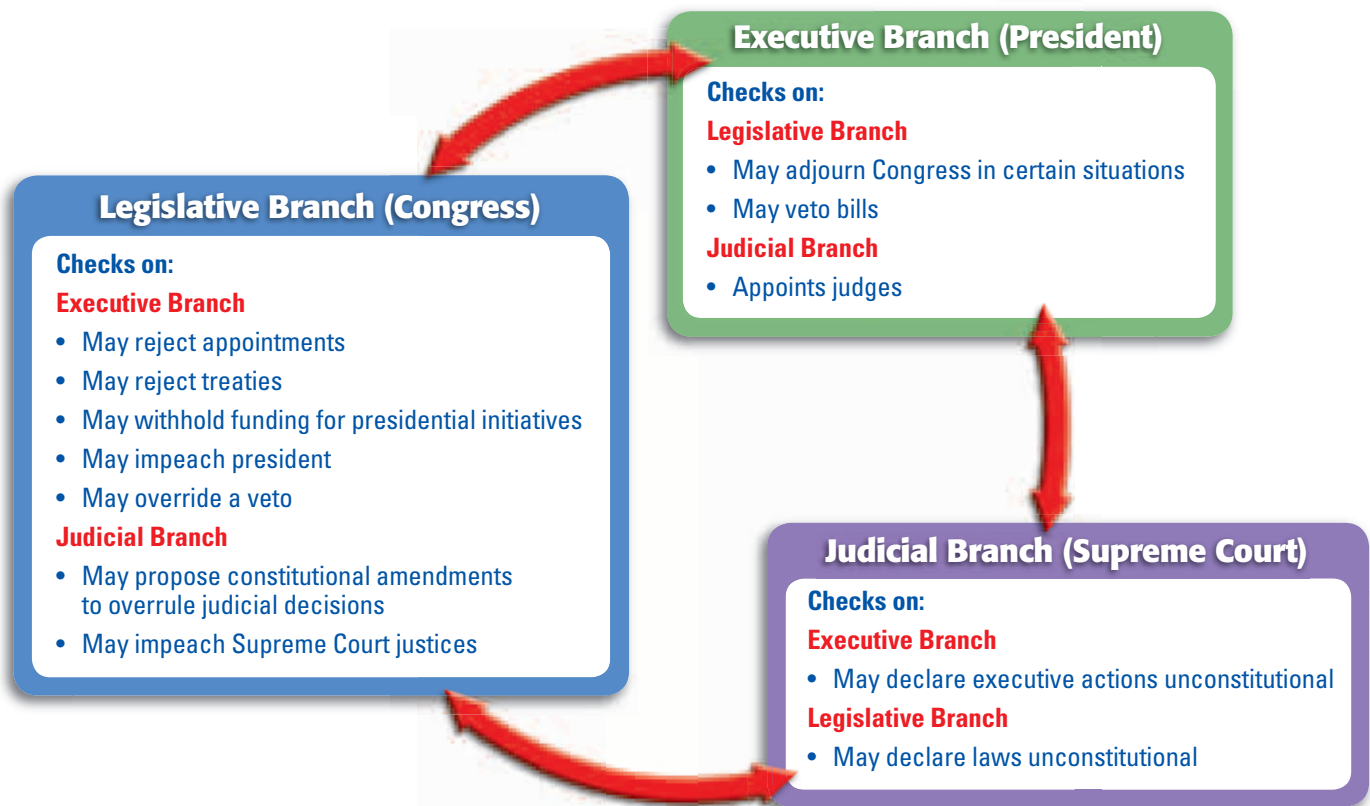 Executive Branch (President)
Checks on:
Legislative Branch
• May adjourn Congress in certain situations
• May veto bills
Judicial Branch
• Appoints judges
Legislative Branch (Congress)
Checks on:
Executive Branch
• May reject appointments
• May reject treaties
• May withhold funding for presidential initiatives
• May impeach president
• May override a veto
Judicial Branch
• May propose constitutional amendments
to overrule judicial decisions
• May impeach Supreme Court justices
Judicial Branch (Supreme Court)
Checks on:
Executive Branch
• May declare executive actions unconstitutional
Legislative Branch
• May declare laws unconstitutional